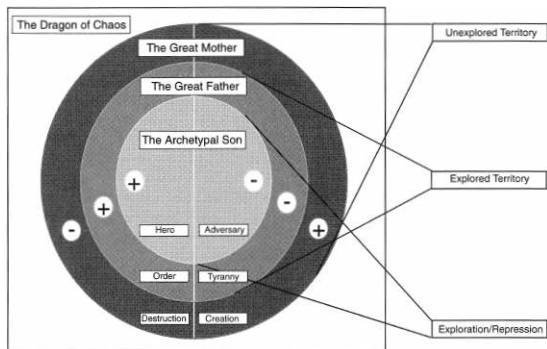 The Dragon of Chaos
The Great Mother
Unexplored Territory
The Great Father
The Archetypal Son
+
-
Explored Territory
+
-
-
+
Hero
Adversary
Order
Tyranny
Destruction
Creation
Exploration/Repression